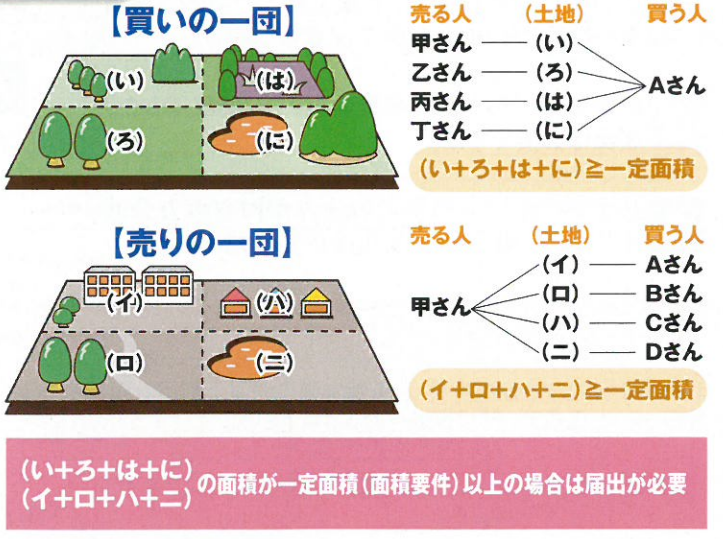 【買いの一団】
(い)
(は)
(ろ)
(に)
売る人 (土地) 買う人
甲さん (い)
乙さん (ろ)
丙さん (は)
丁さん (に)
Aさん
(い+ろ+は+に)≧一定面積
【売りの一団】
(イ)
(ハ)
(ロ)
(ニ)
売る人 (土地) 買う人
甲さん
(イ) Aさん
(ロ) Bさん
(ハ) Cさん
(ニ) Dさん
(イ+ロ+ハ+ニ)≧一定面積
(い+ろ+は+に)
(イ+ロ+ハ+ニ)
の面積が一定面積(面積要件)以上の場合は届出が必要